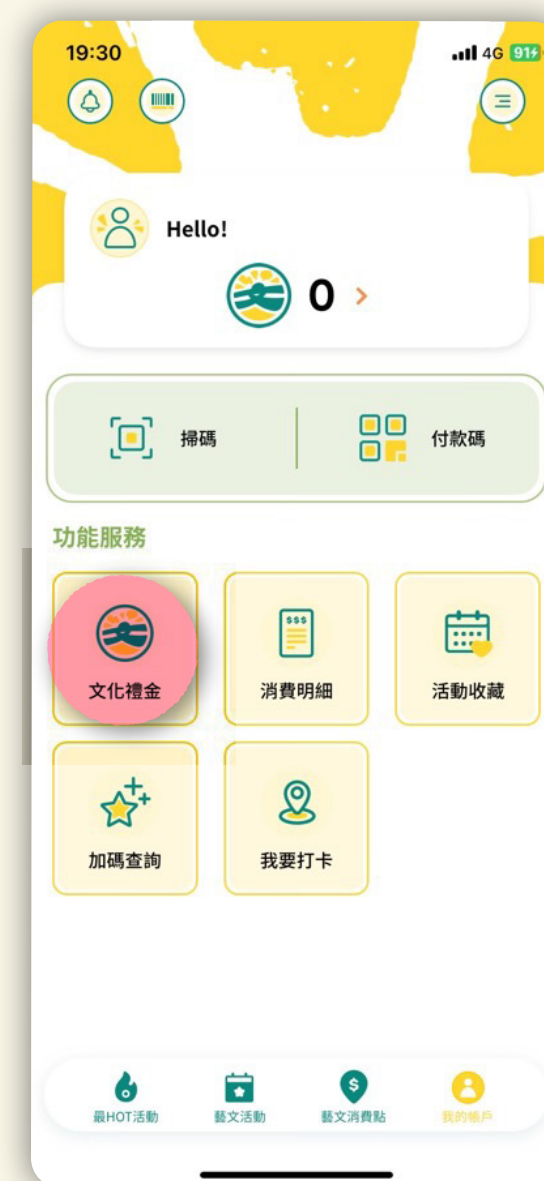 19:30
4G 91
Hello!
0
掃碼
付款碼
功能服務
$$$
文化禮金
消費明細
活動收藏
加碼查詢
我要打卡
$
最HOT活動
藝文活動
藝文消費點
我的帳戶